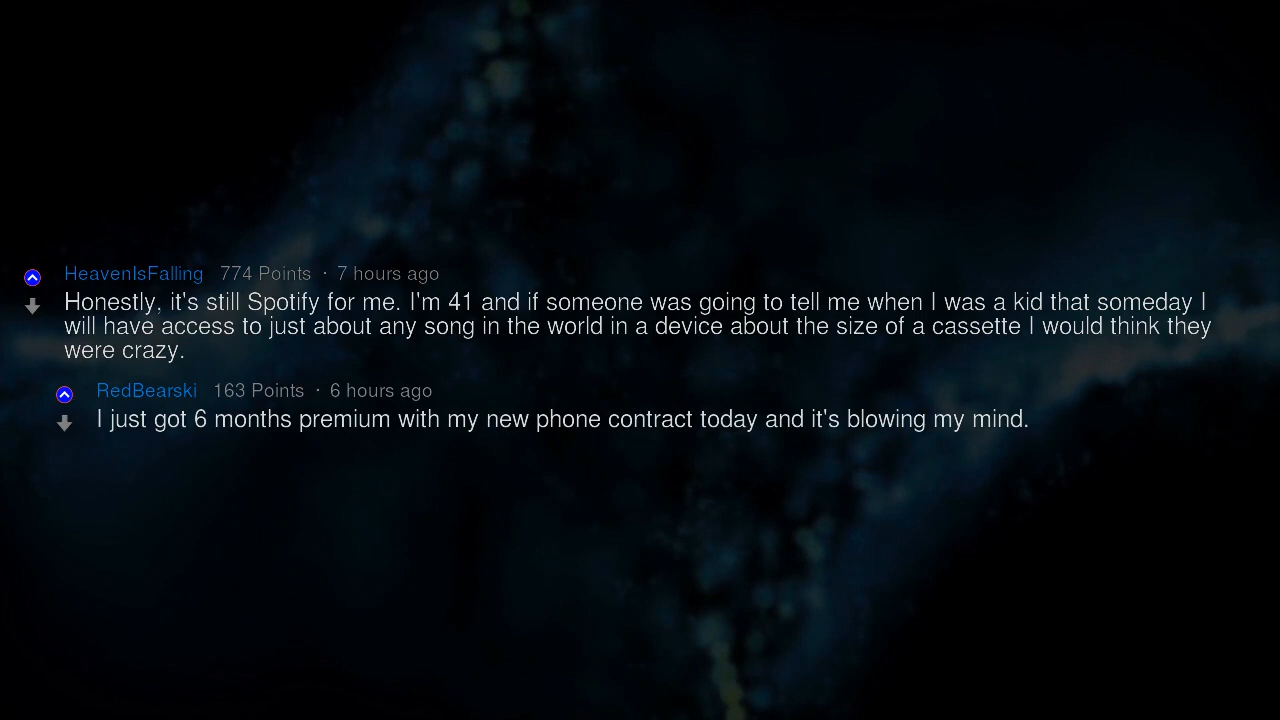 HeavenIsFalling 774 Points · 7 hours ago
Honestly, it's still Spotify for me. I'm 41 and if someone was going to tell me when I was a kid that someday I
will have access to just about any song in the world in a device about the size of a cassette I would think they
were crazy.
RedBearski 163 Points · 6 hours ago
I just got 6 months premium with my new phone contract today and it's blowing my mind.